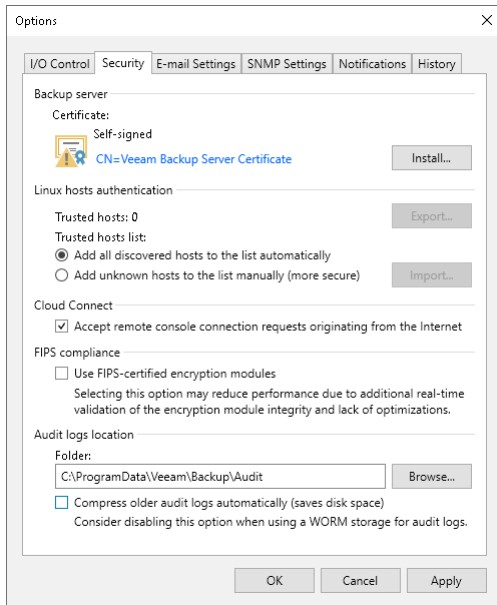 Options
I/O Control
Security
E-mail Settings
SNMP Settings
Notifications
History
Backup server
Certificate:
Self-signed
CN=Veeam Backup Server Certificate
Install...
Linux hosts authentication
Trusted hosts: 0
Export...
Trusted hosts list:
Add all discovered hosts to the list automatically
Add unknown hosts to the list manually (more secure)
Import...
Cloud Connect
Accept remote console connection requests originating from the Internet
FIPS compliance
Use FIPS-certified encryption modules
Selecting this option may reduce performance due to additional real-time
validation of the encryption module integrity and lack of optimizations.
Audit logs location
Folder:
C:\ProgramData\Veeam\Backup\Audit
Browse...
Compress older audit logs automatically (saves disk space)
Consider disabling this option when using a WORM storage for audit logs.
OK
Cancel
Apply